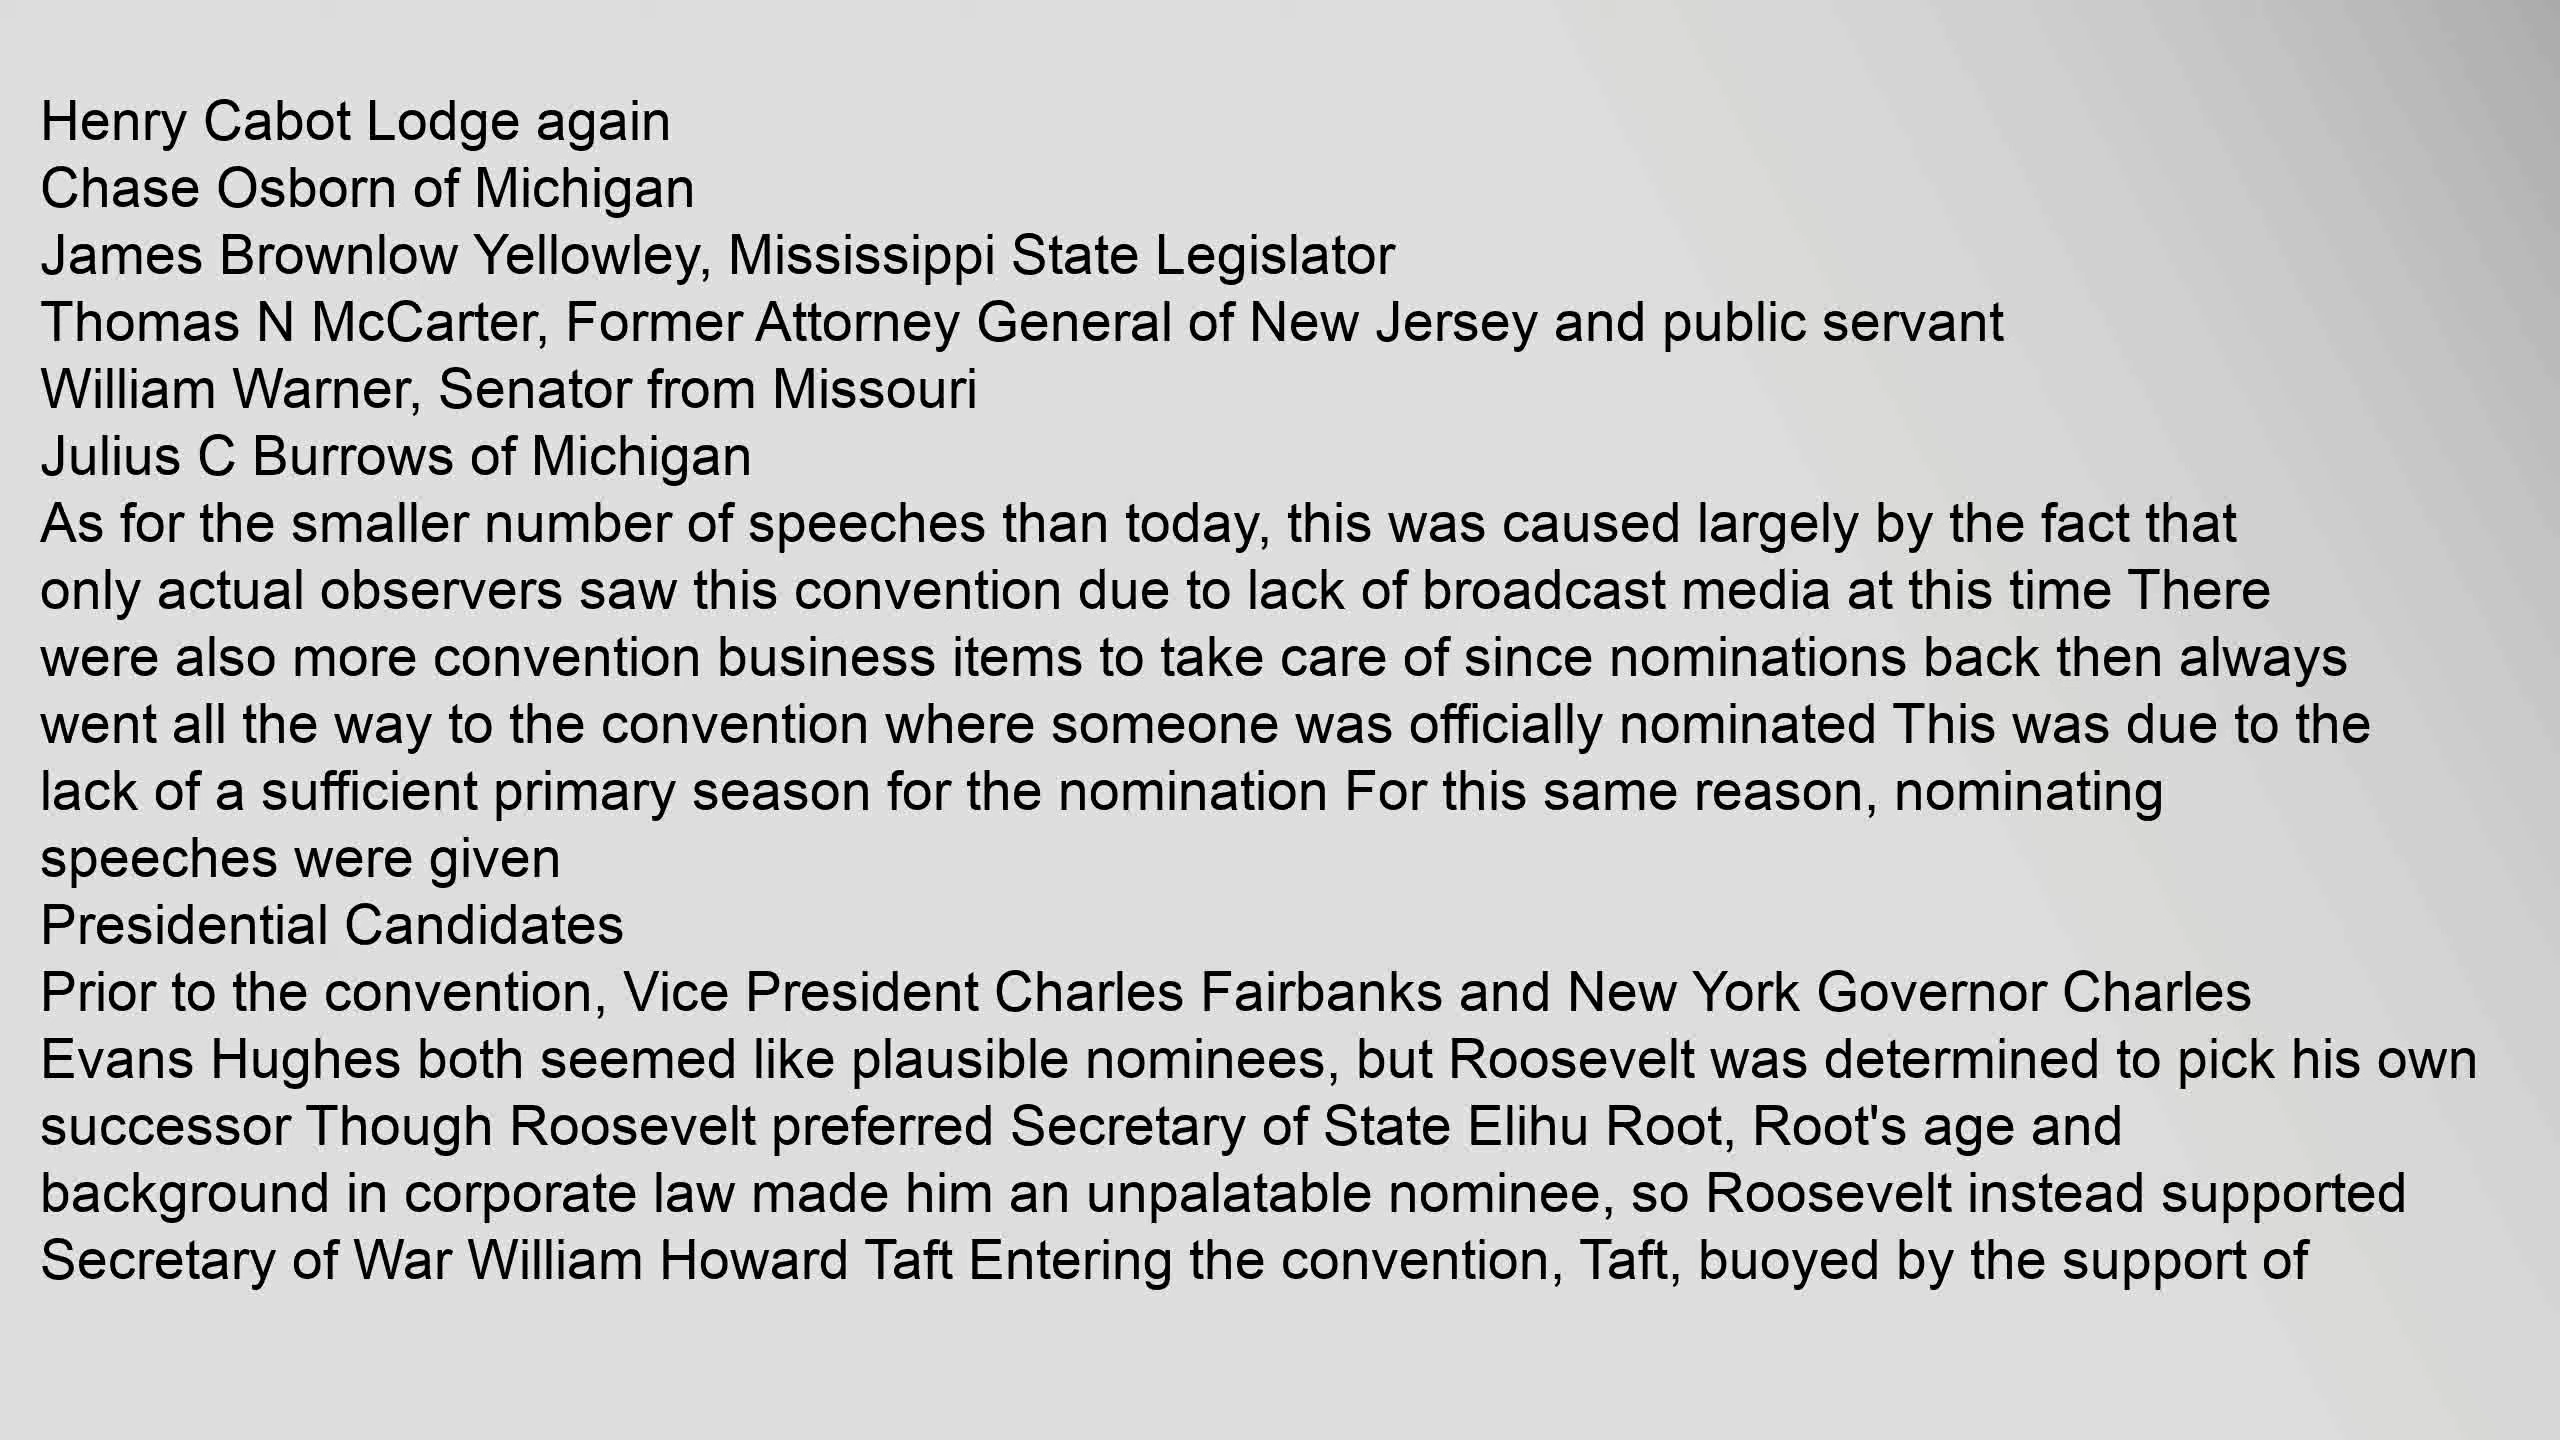 Henry Cabot Lodge again
Chase Osborn of Michigan
James Brownlow Yellowley, Mississippi State Legislator
Thomas N McCarter, Former Attorney General of New Jersey and public servant
William Warner, Senator from Missouri
Julius C Burrows of Michigan
As for the smaller number of speeches than today, this was caused largely by the fact that
only actual observers saw this convention due to lack of broadcast media at this time There
were also more convention business items to take care of since nominations back then always
went all the way to the convention where someone was officially nominated This was due to the
lack of a sufficient primary season for the nomination For this same reason, nominating
speeches were given
Presidential Candidates
Prior to the convention, Vice President Charles Fairbanks and New York Governor Charles
Evans Hughes both seemed like plausible nominees, but Roosevelt was determined to pick his own
successor Though Roosevelt preferred Secretary of State Elihu Root, Root's age and
background in corporate law made him an unpalatable nominee, so Roosevelt instead supported
Secretary of War William Howard Taft Entering the convention, Taft, buoyed by the support of